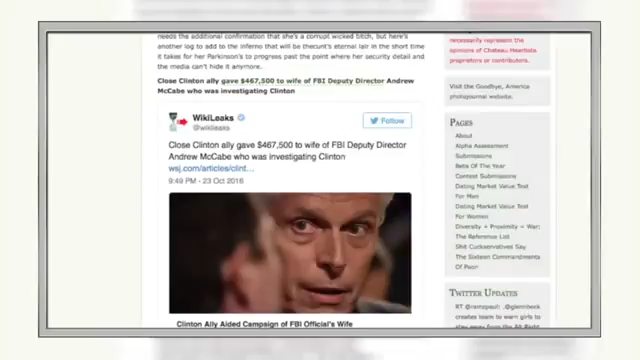 needs the additional confirmation that she's a corrupt wicked bitch, but here's
another log to add to the inferno that will be thecunt's eternal lair in the short time
it takes for her Parkinson's to progress past the point where her security detail and
the media can't hide it anymore.
Close Clinton ally gave $467,500 to wife of FBI Deputy Director Andrew
McCabe who was investigating Clinton
WikiLeaks
@wikileaks
Follow
Close Clinton ally gave $467,500 to wife of FBI Deputy Director
Andrew McCabe who was investigating Clinton
wsj.com/articles/clint...
9:49 PM - 23 Oct 2016
Clinton Ally Aided Campaign of FBI Official's Wife
necessarily represent the
opinions of Chateau Heartiste
proprietors or contributors.
Visit the Goodbye, America
photojournal website.
PAGES
About
Alpha Assessment
Submissions
Beta Of The Year
Contest Submissions
Dating Market Value Test
For Men
Dating Market Value Test
For Women
Diversity + Proximity = War:
The Reference List
Shit Cuckservatives Say
The Sixteen Commandments
Of Poon
TWITTER UPDATES
RT @ramzpaul: .@glennbeck
creates team to warn girls to
stay away from the Alt Right